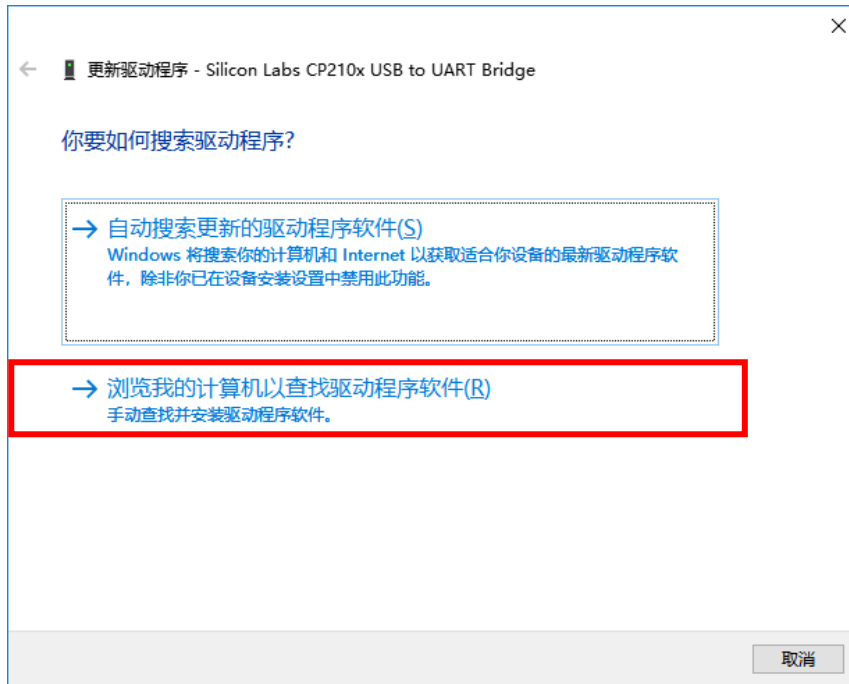 更新驱动程序 - Silicon Labs CP210x USB to UART Bridge
你要如何搜索驱动程序?
自动搜索更新的驱动程序软件(S)
Windows 将搜索你的计算机和 Internet 以获取适合你设备的最新驱动程序软
件，除非你已在设备安装设置中禁用此功能。
浏览我的计算机以查找驱动程序软件(R)
手动查找并安装驱动程序软件。
取消